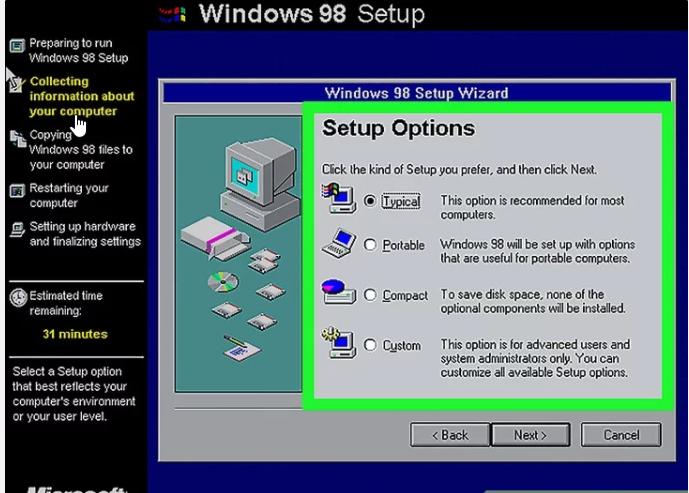 Windows 98 Setup
Preparing to run
Windows 98 Setup
Collecting
information about
your computer
Copying
Windows 98 files to
your computer
Restarting your
computer
Setting up hardware
and finalizing settings
Estimated time
remaining:
31 minutes
Select a Setup option
that best reflects your
computer's environment
or your user level.
Microsoft
Windows 98 Setup Wizard
Setup Options
Click the kind of Setup you prefer, and then click Next.
Typical
This option is recommended for most
computers.
Portable
Windows 98 will be set up with options
that are useful for portable computers.
Compact
To save disk space, none of the
optional components will be installed.
Custom
This option is for advanced users and
system administrators only. You can
customize all available Setup options.
< Back
Next >
Cancel